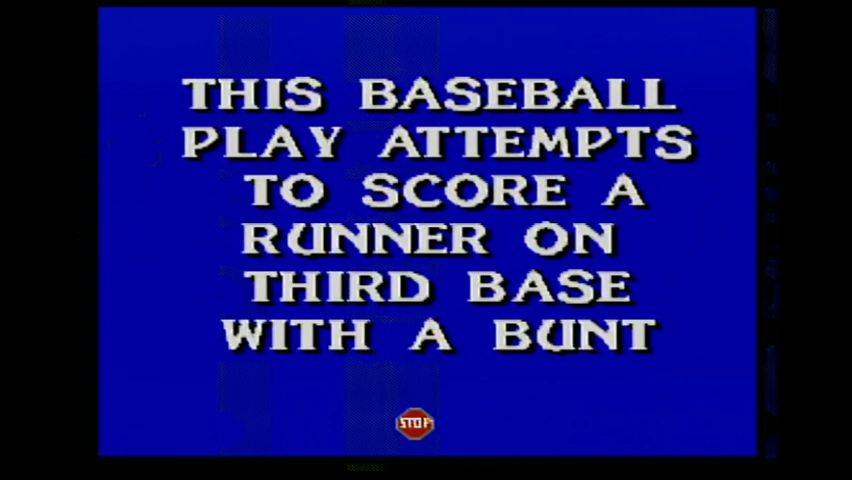 THIS BASEBALL
PLAY ATTEMPTS
TO SCORE A
RUNNER ON
THIRD BASE
WITH A BUNT
STOP